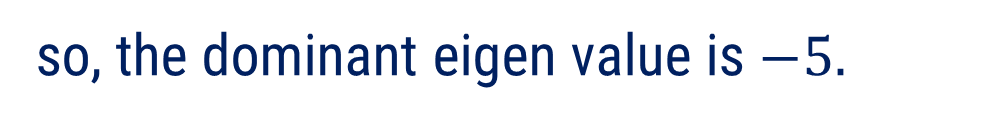 so, the dominant eigen value is −5.